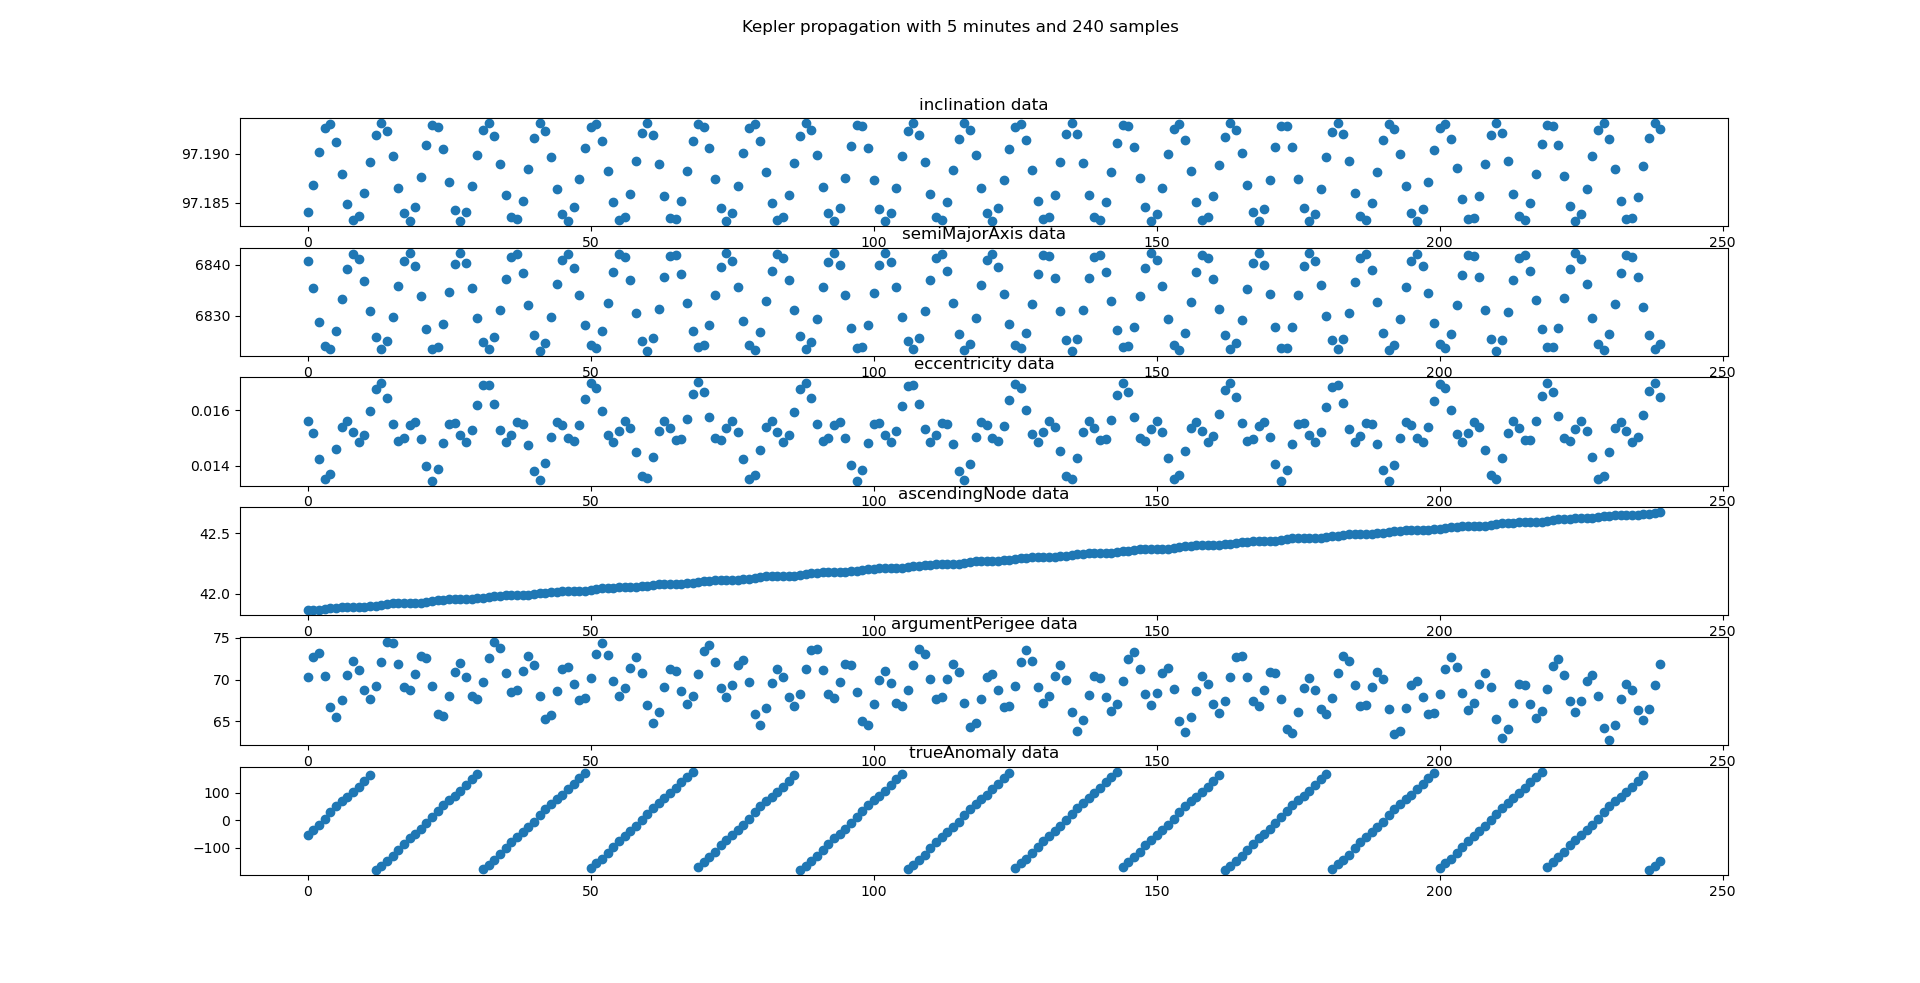 Kepler propagation with 5 minutes and 240 samples
inclination data
97.190
97.185
0 50 100 150 200 250
semiMajorAxis data
6840
6830
0 50 100 150 200 250
eccentricity data
0.016
0.014
0 50 100 150 200 250
ascendingNode data
42.5
42.0
0 50 100 150 200 250
argumentPerigee data
75
70
65
0 50 100 150 200 250
trueAnomaly data
100
0
−100
0 50 100 150 200 250